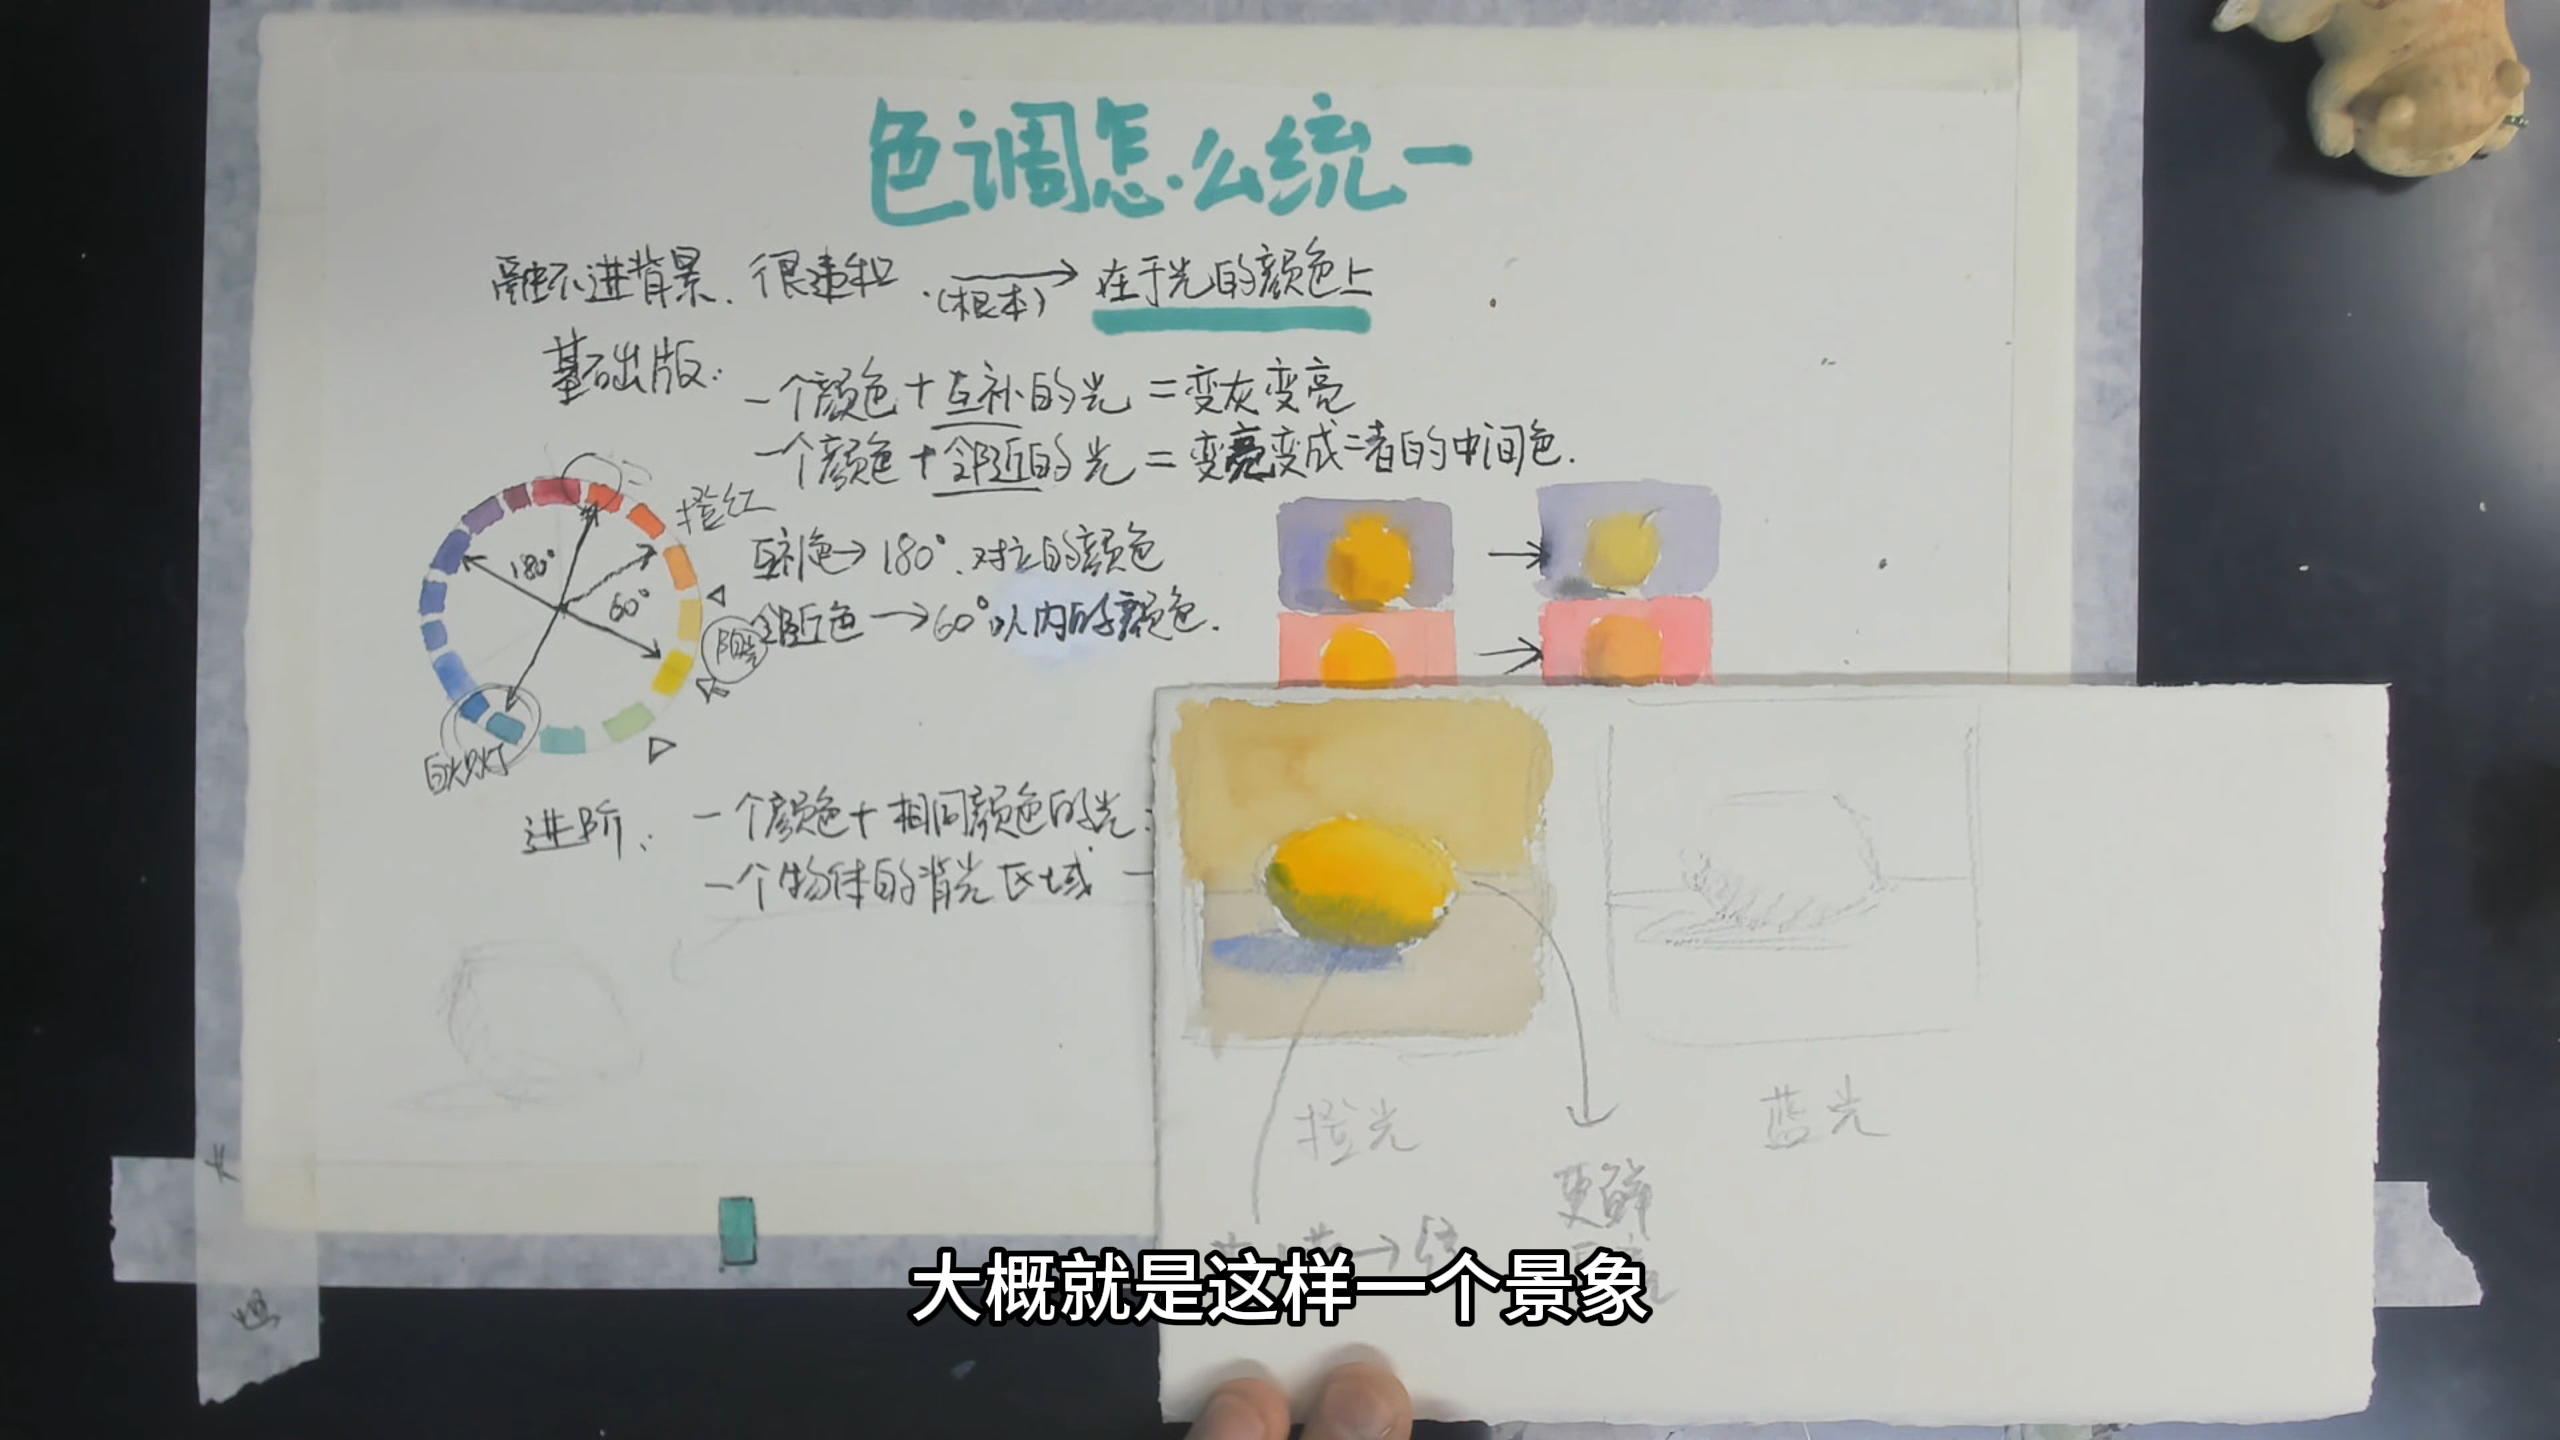 色调怎么统一
融不进背景、很违和 (根本) 在于光的颜色上
基础版:
一个颜色+互补的光=变灰变亮
一个颜色+邻近的光=变亮变成二者的中间色.
橙红
180°
60°
互补色→180°、对立的颜色
邻近色→60°以内的颜色.
阳光
白炽灯
进阶:
一个颜色+相同颜色的光
一个物体的背光区域
橙光
蓝光
更鲜
大概就是这样一个景象